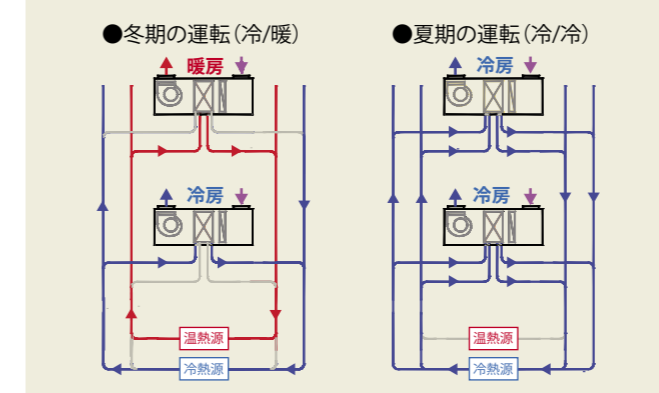 ●冬期の運転(冷/暖)
暖房
冷房
温熱源
冷熱源
●夏期の運転(冷/冷)
冷房
冷房
温熱源
冷熱源